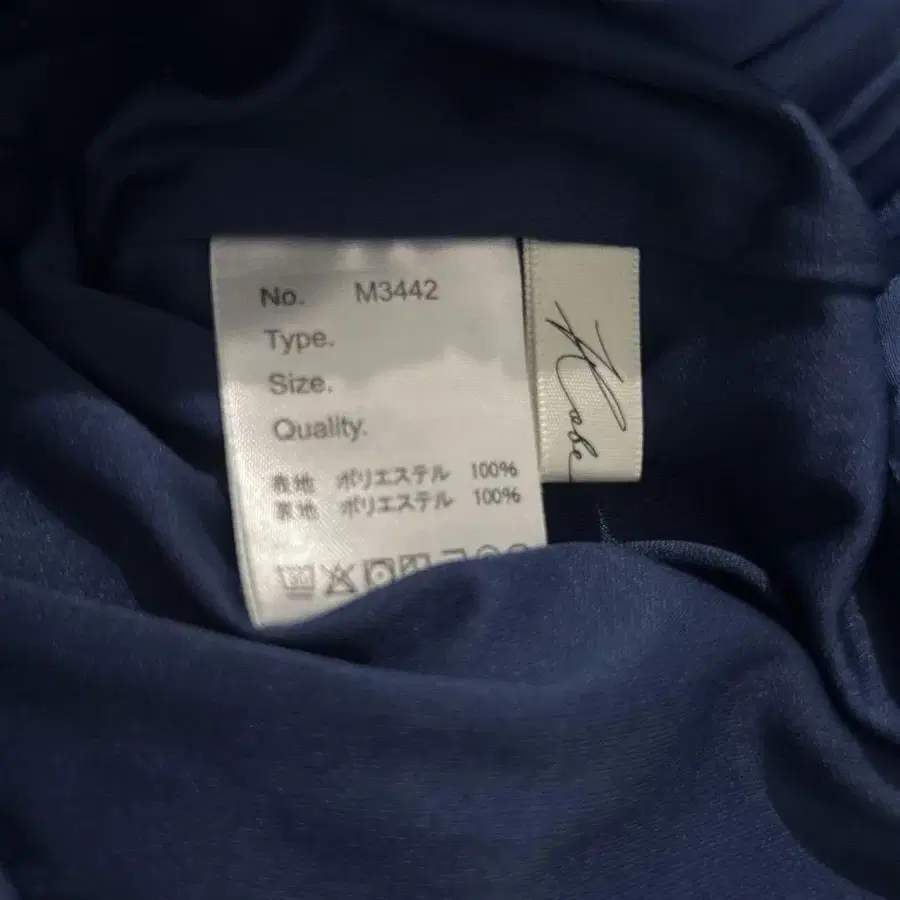 No. M3442
Type.
Size.
Quality.
表地 ポリエステル 100%
裏地 ポリエステル 100%